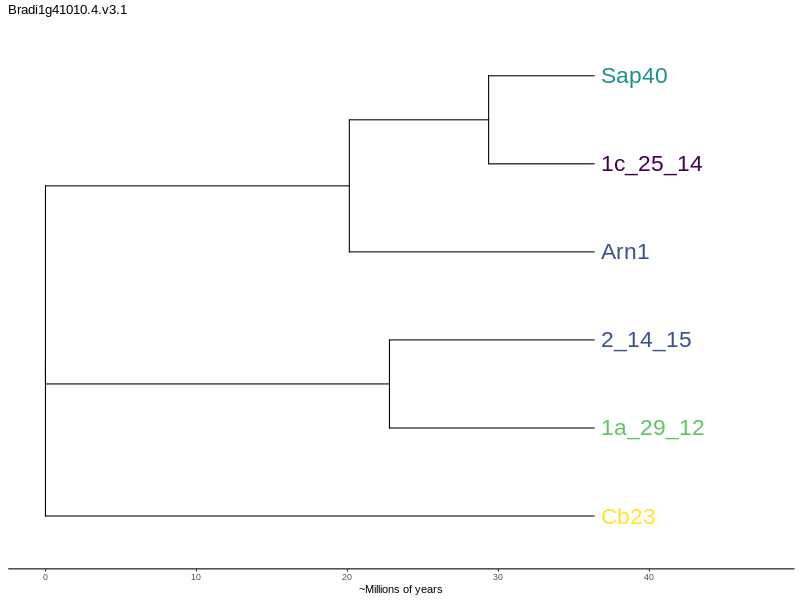 Bradi1g41010.4.v3.1
Sap40
1c_25_14
Arn1
2_14_15
1a_29_12
Cb23
0 10 20 30 40
~Millions of years